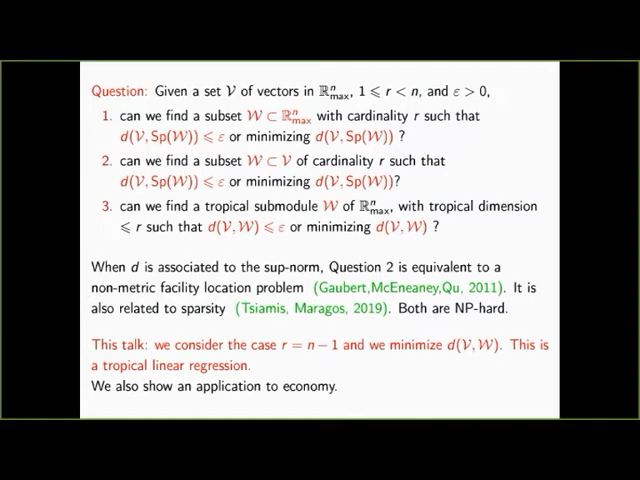 Question: Given a set 𝒱 of vectors in ℝⁿₘₐₓ, 1 ⩽ r < n, and ε > 0,
1. can we find a subset 𝒲 ⊂ ℝⁿₘₐₓ with cardinality r such that
d(𝒱, Sp(𝒲)) ⩽ ε or minimizing d(𝒱, Sp(𝒲)) ?
2. can we find a subset 𝒲 ⊂ 𝒱 of cardinality r such that
d(𝒱, Sp(𝒲)) ⩽ ε or minimizing d(𝒱, Sp(𝒲))?
3. can we find a tropical submodule 𝒲 of ℝⁿₘₐₓ, with tropical dimension
⩽ r such that d(𝒱, 𝒲) ⩽ ε or minimizing d(𝒱, 𝒲) ?
When d is associated to the sup-norm, Question 2 is equivalent to a
non-metric facility location problem (Gaubert,McEneaney,Qu, 2011). It is
also related to sparsity (Tsiamis, Maragos, 2019). Both are NP-hard.
This talk: we consider the case r = n − 1 and we minimize d(𝒱, 𝒲). This is
a tropical linear regression.
We also show an application to economy.